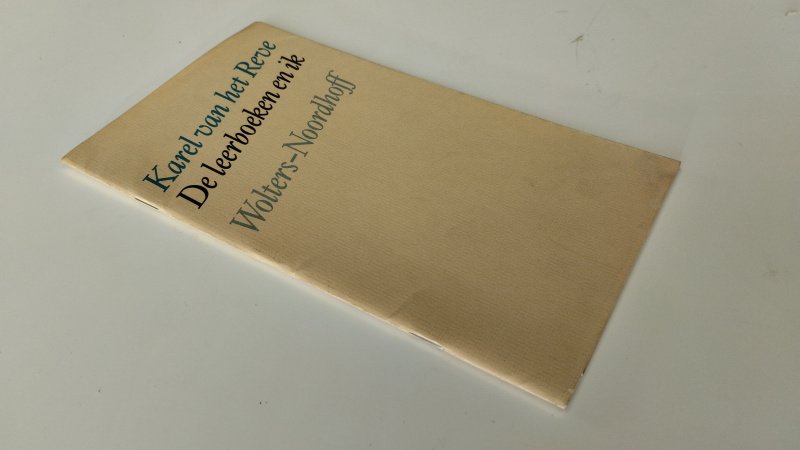 Karel van het Reve
De leerboeken en ik
Wolters-Noordhoff